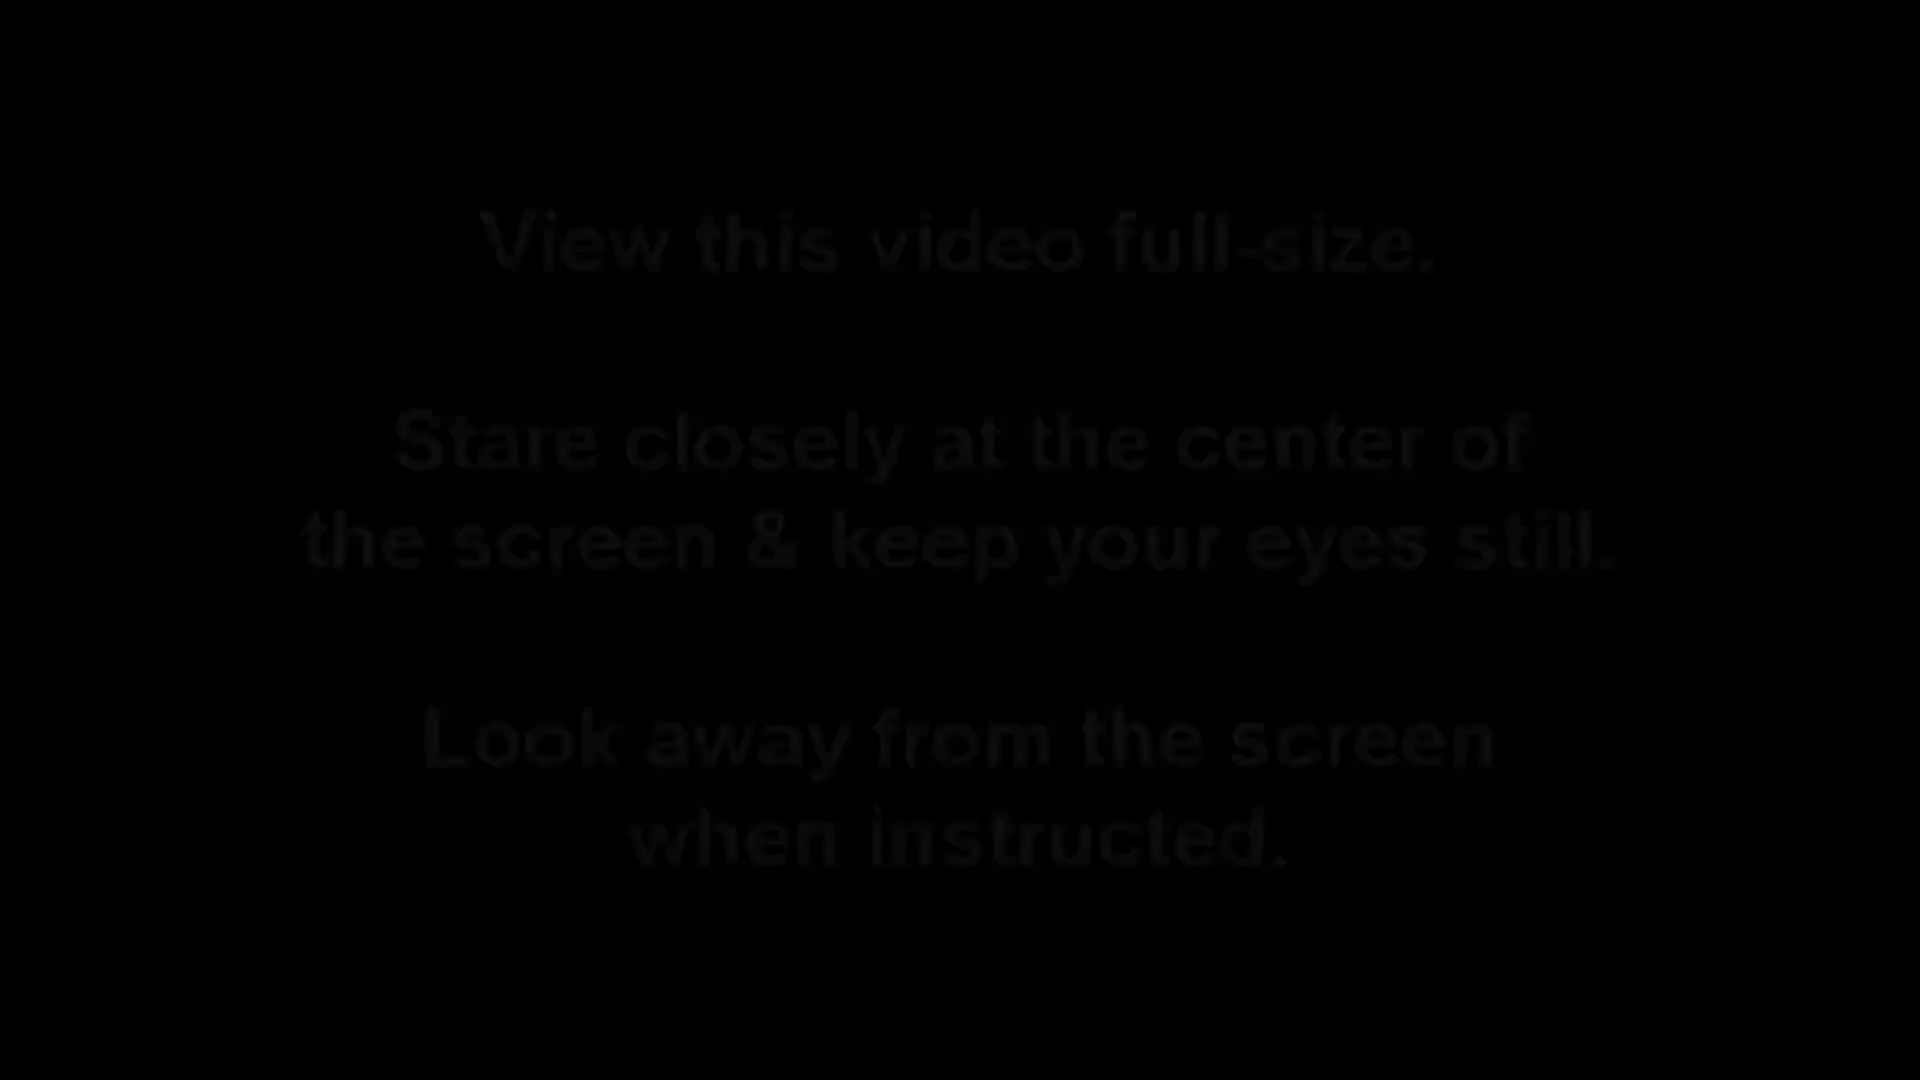 View this video full-size.
Stare closely at the center of
the screen & keep your eyes still.
Look away from the screen
when instructed.